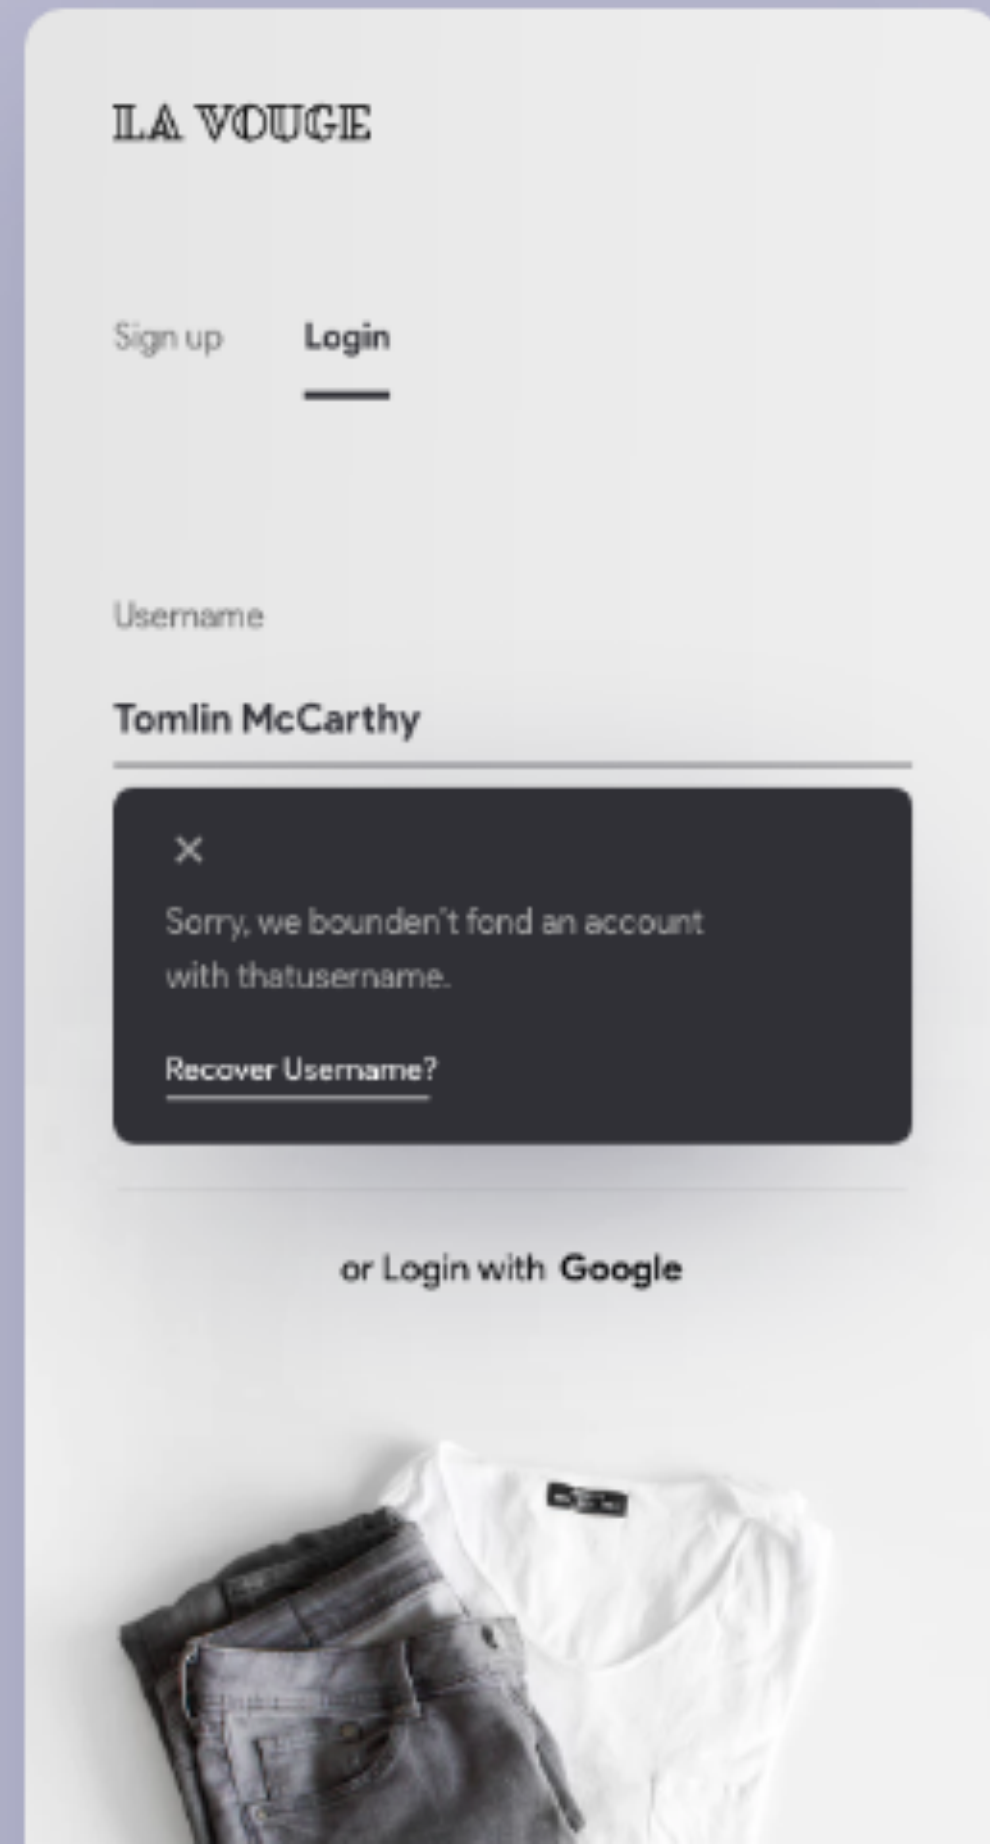 LA VOUGE
Sign up Login
Username
Tomlin McCarthy
Sorry, we bounden't fond an account
with thatusername.
Recover Username?
or Login with Google